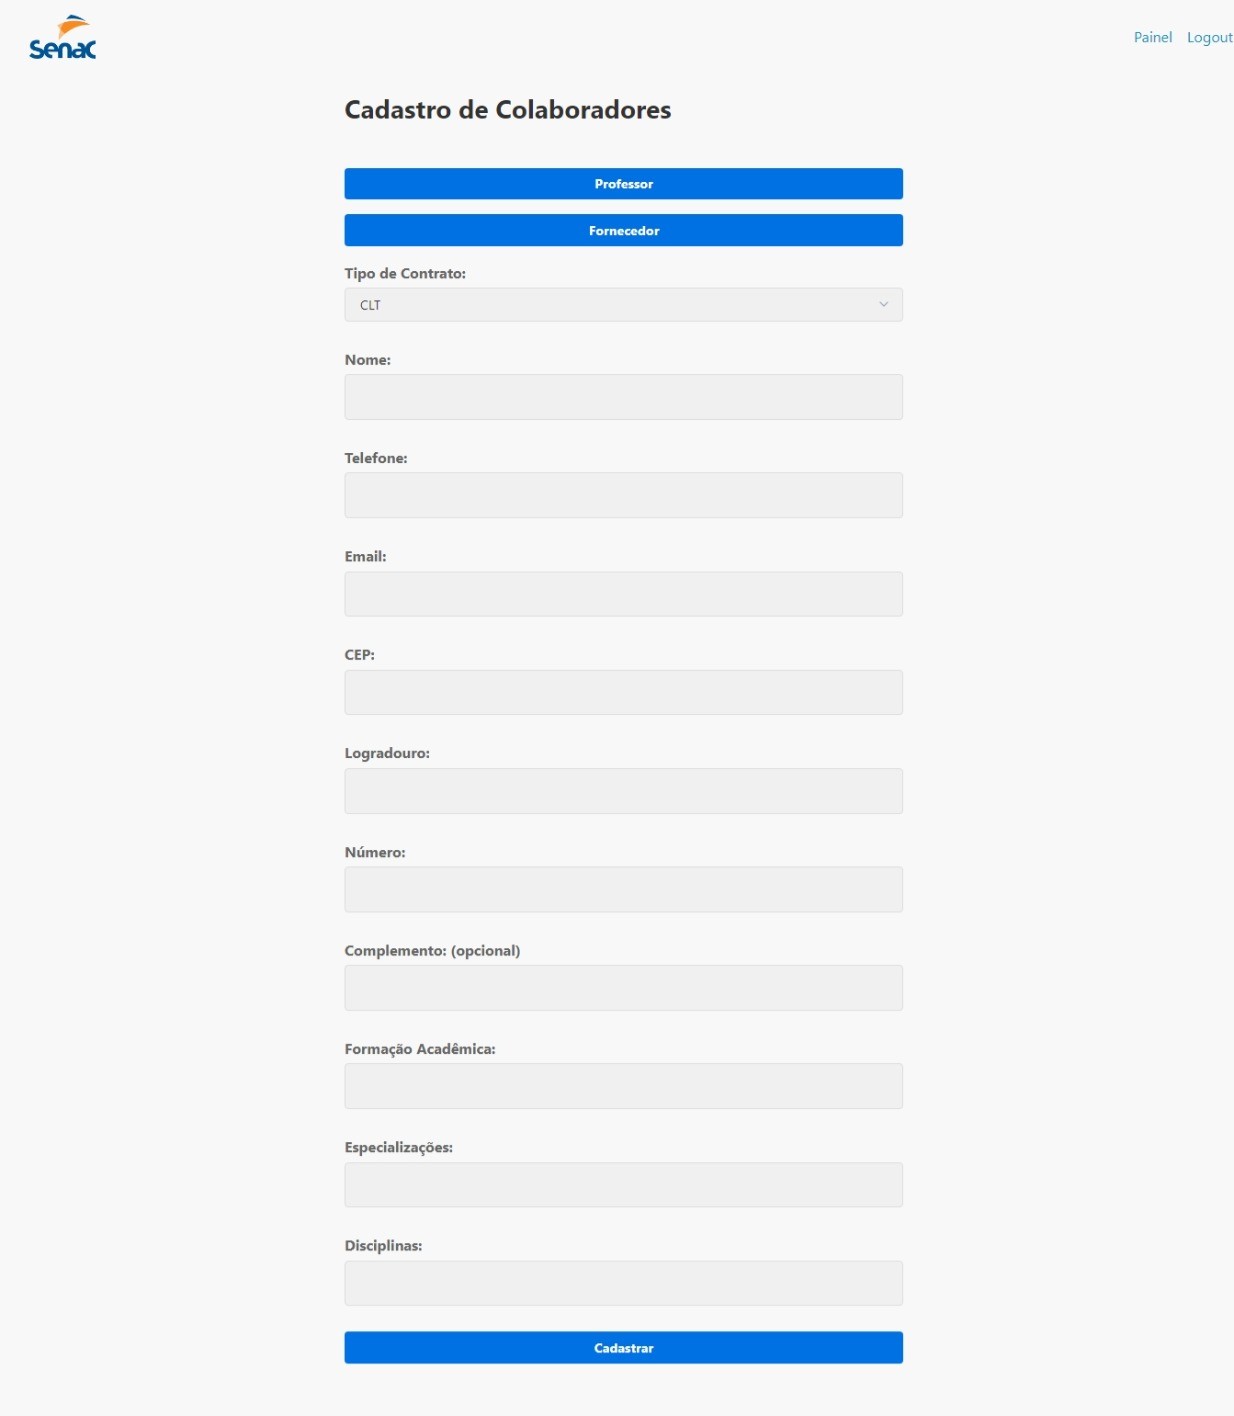 Senac
Painel Logout
Cadastro de Colaboradores
Professor
Fornecedor
Tipo de Contrato:
CLT
Nome:
Telefone:
Email:
CEP:
Logradouro:
Número:
Complemento: (opcional)
Formação Acadêmica:
Especializações:
Disciplinas:
Cadastrar